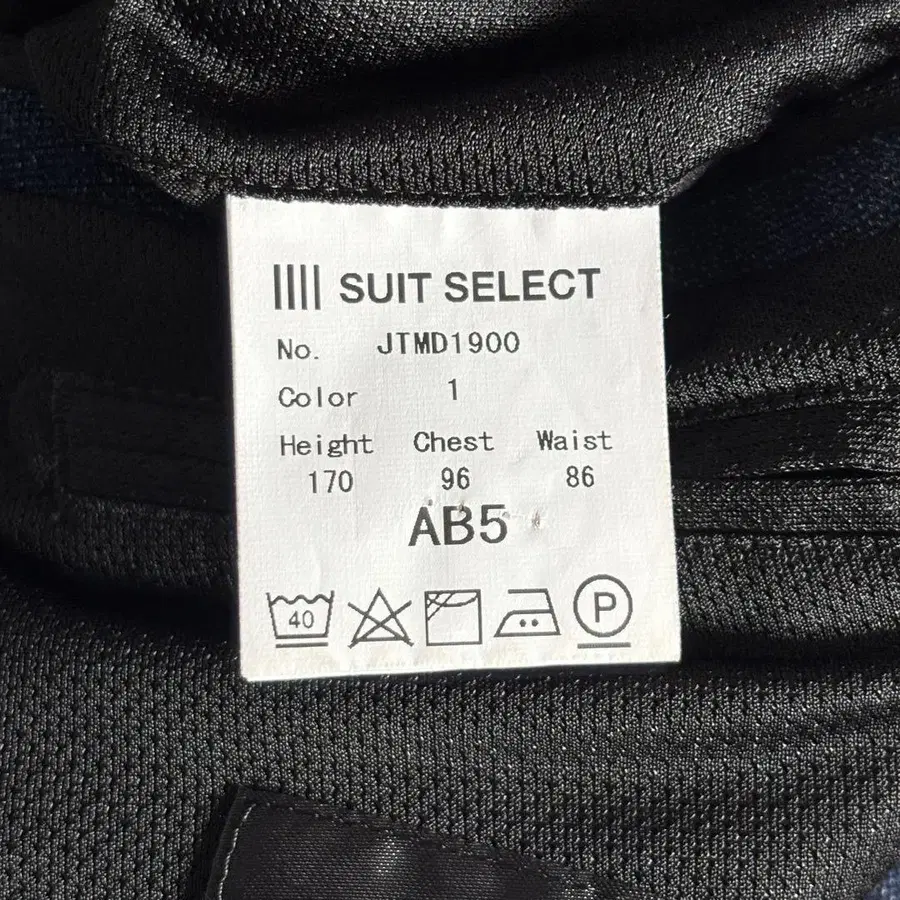 SUIT SELECT
No. JTMD1900
Color 1
Height Chest Waist
170 96 86
AB5
40 P